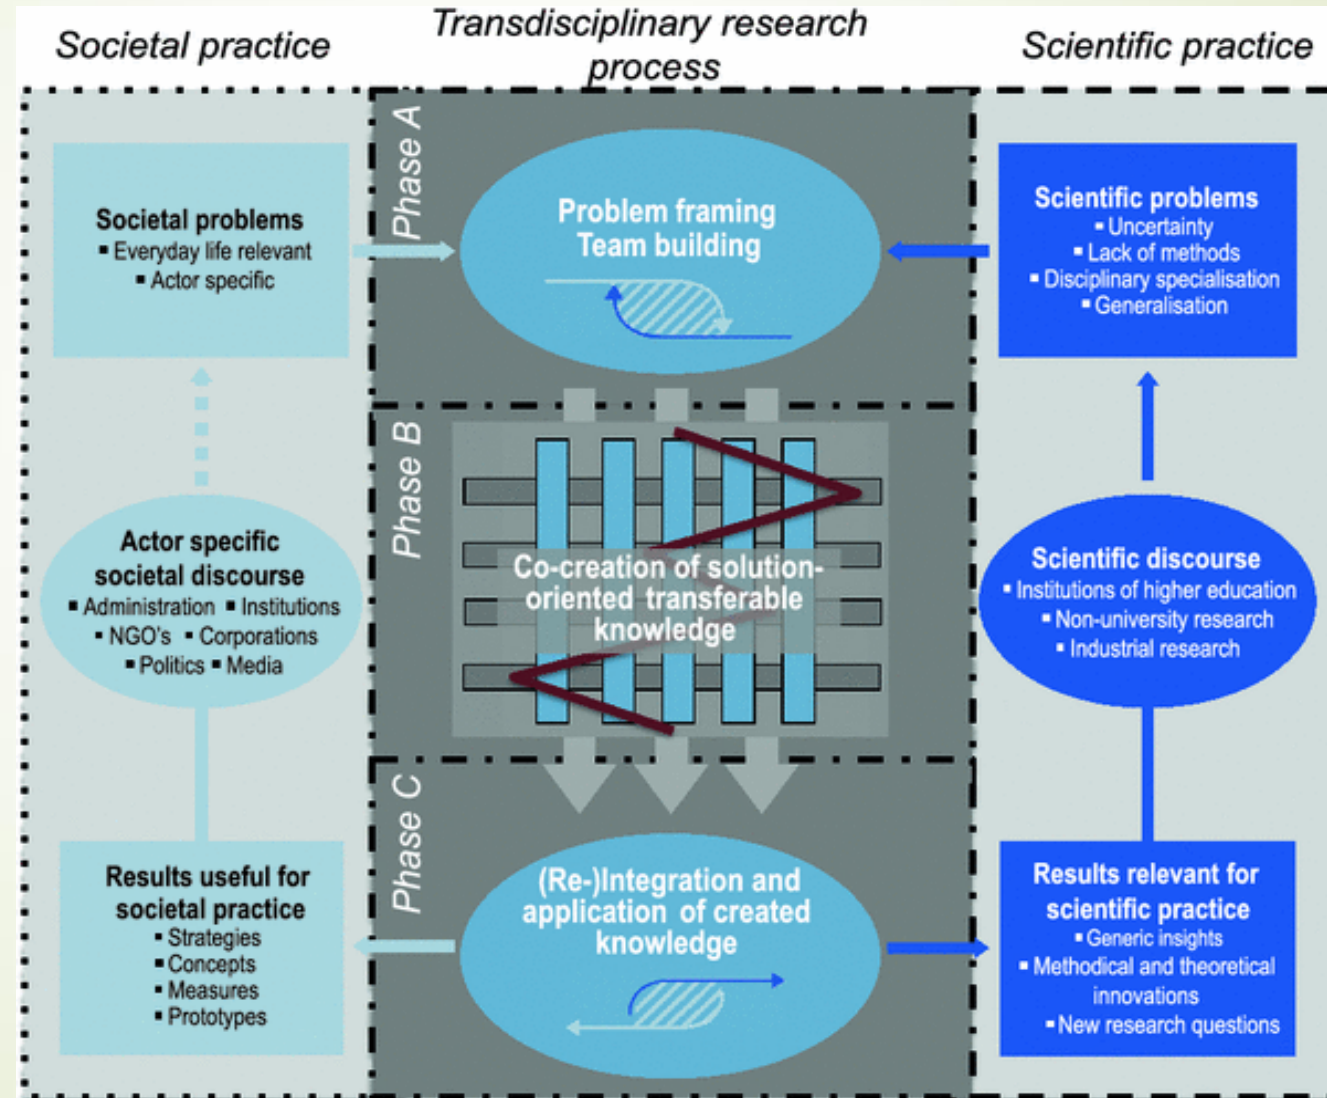 Societal practice
Transdisciplinary research
process
Scientific practice
Phase A
Societal problems
▪ Everyday life relevant
▪ Actor specific
Problem framing
Team building
Scientific problems
▪ Uncertainty
▪ Lack of methods
▪ Disciplinary specialisation
▪ Generalisation
Phase B
Actor specific
societal discourse
▪ Administration ▪ Institutions
▪ NGO's ▪ Corporations
▪ Politics ▪ Media
Co-creation of solution-
oriented transferable
knowledge
Scientific discourse
▪ Institutions of higher education
▪ Non-university research
▪ Industrial research
Phase C
Results useful for
societal practice
▪ Strategies
▪ Concepts
▪ Measures
▪ Prototypes
(Re-)Integration and
application of created
knowledge
Results relevant for
scientific practice
▪ Generic insights
▪ Methodical and theoretical
innovations
▪ New research questions